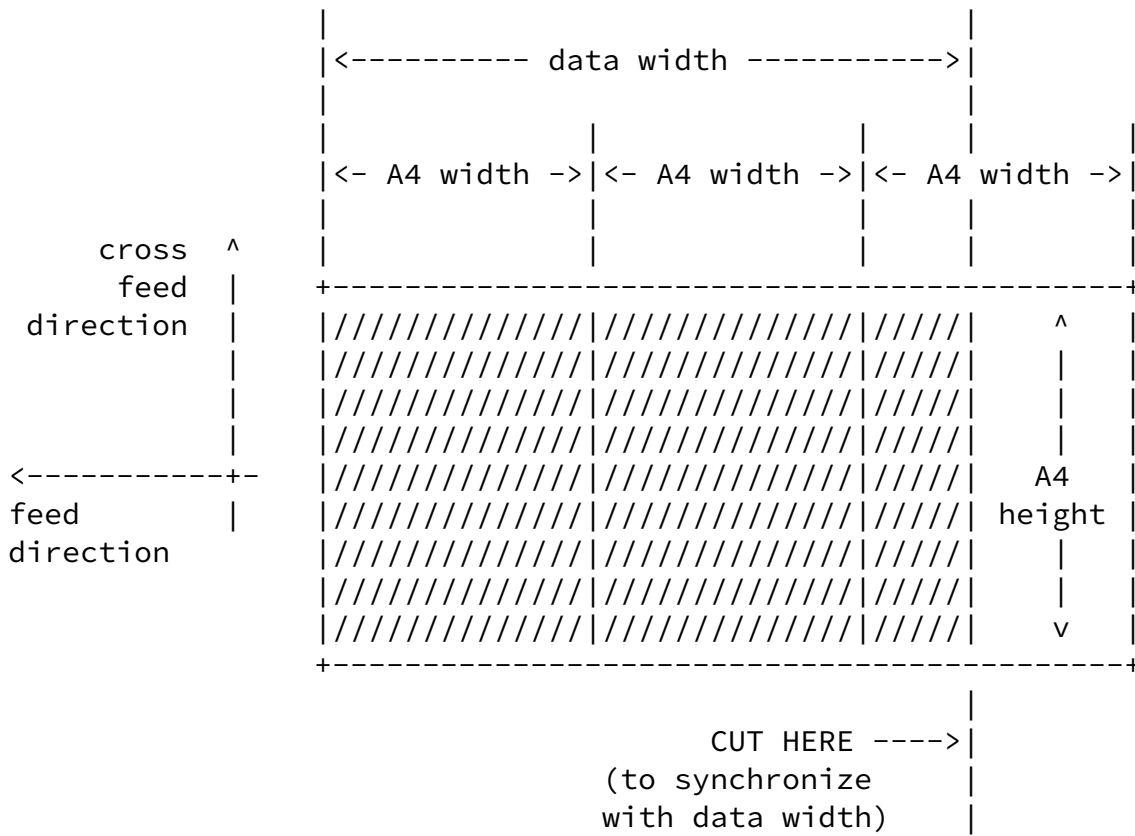 |<---------- data width ----------->|
|<- A4 width ->|<- A4 width ->|<- A4 width ->|
cross ^
feed |
direction |
<-----------+-
A4
feed |
height
direction
v
CUT HERE ---->|
(to synchronize
with data width)